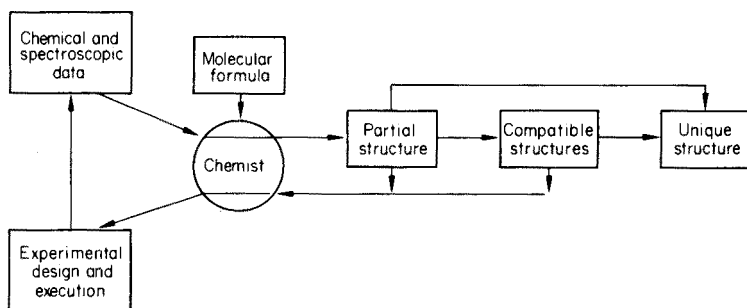 Chemical and
spectroscopic
data
Molecular
formula
Chemist
Partial
structure
Compatible
structures
Unique
structure
Experimental
design and
execution